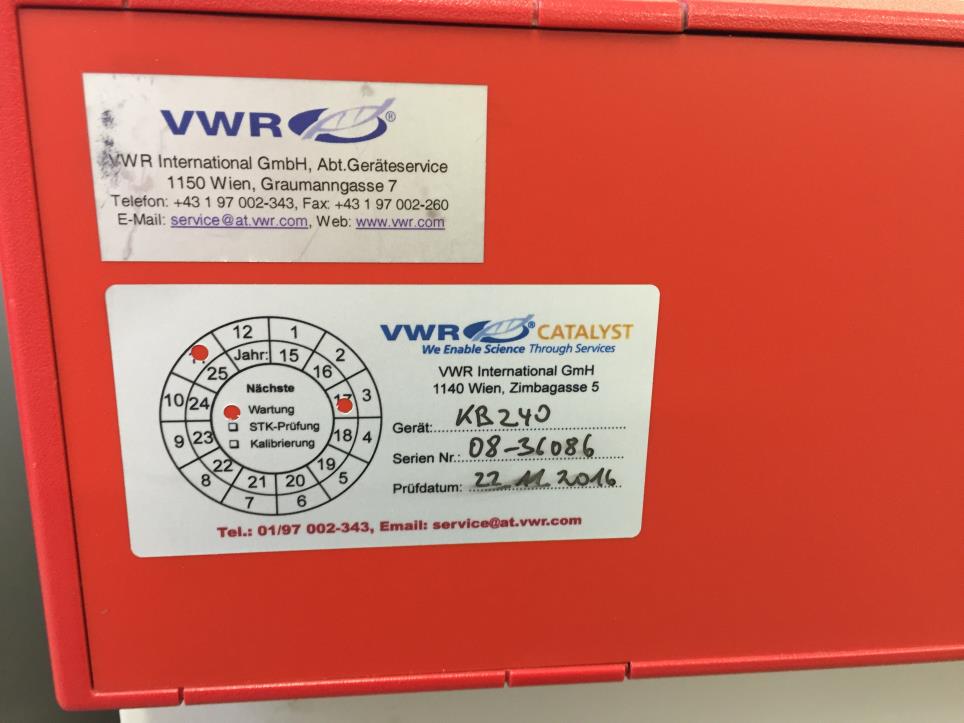 VWR®
VWR International GmbH, Abt.Geräteservice
1150 Wien, Graumanngasse 7
Telefon: +43 1 97 002-343, Fax: +43 1 97 002-260
E-Mail: service@at.vwr.com, Web: www.vwr.com
VWR® CATALYST
We Enable Science Through Services
VWR International GmH
1140 Wien, Zimbagasse 5
Gerät: KB240
Serien Nr.: 08-36086
Prüfdatum: 22.11.2016
12 1 2 3 4 5 6 7 8 9 10
Jahr: 15 16 17 18 19 20 21 22 23 24 25
Nächste
Wartung
STK-Prüfung
Kalibrierung
Tel.: 01/97 002-343, Email: service@at.vwr.com